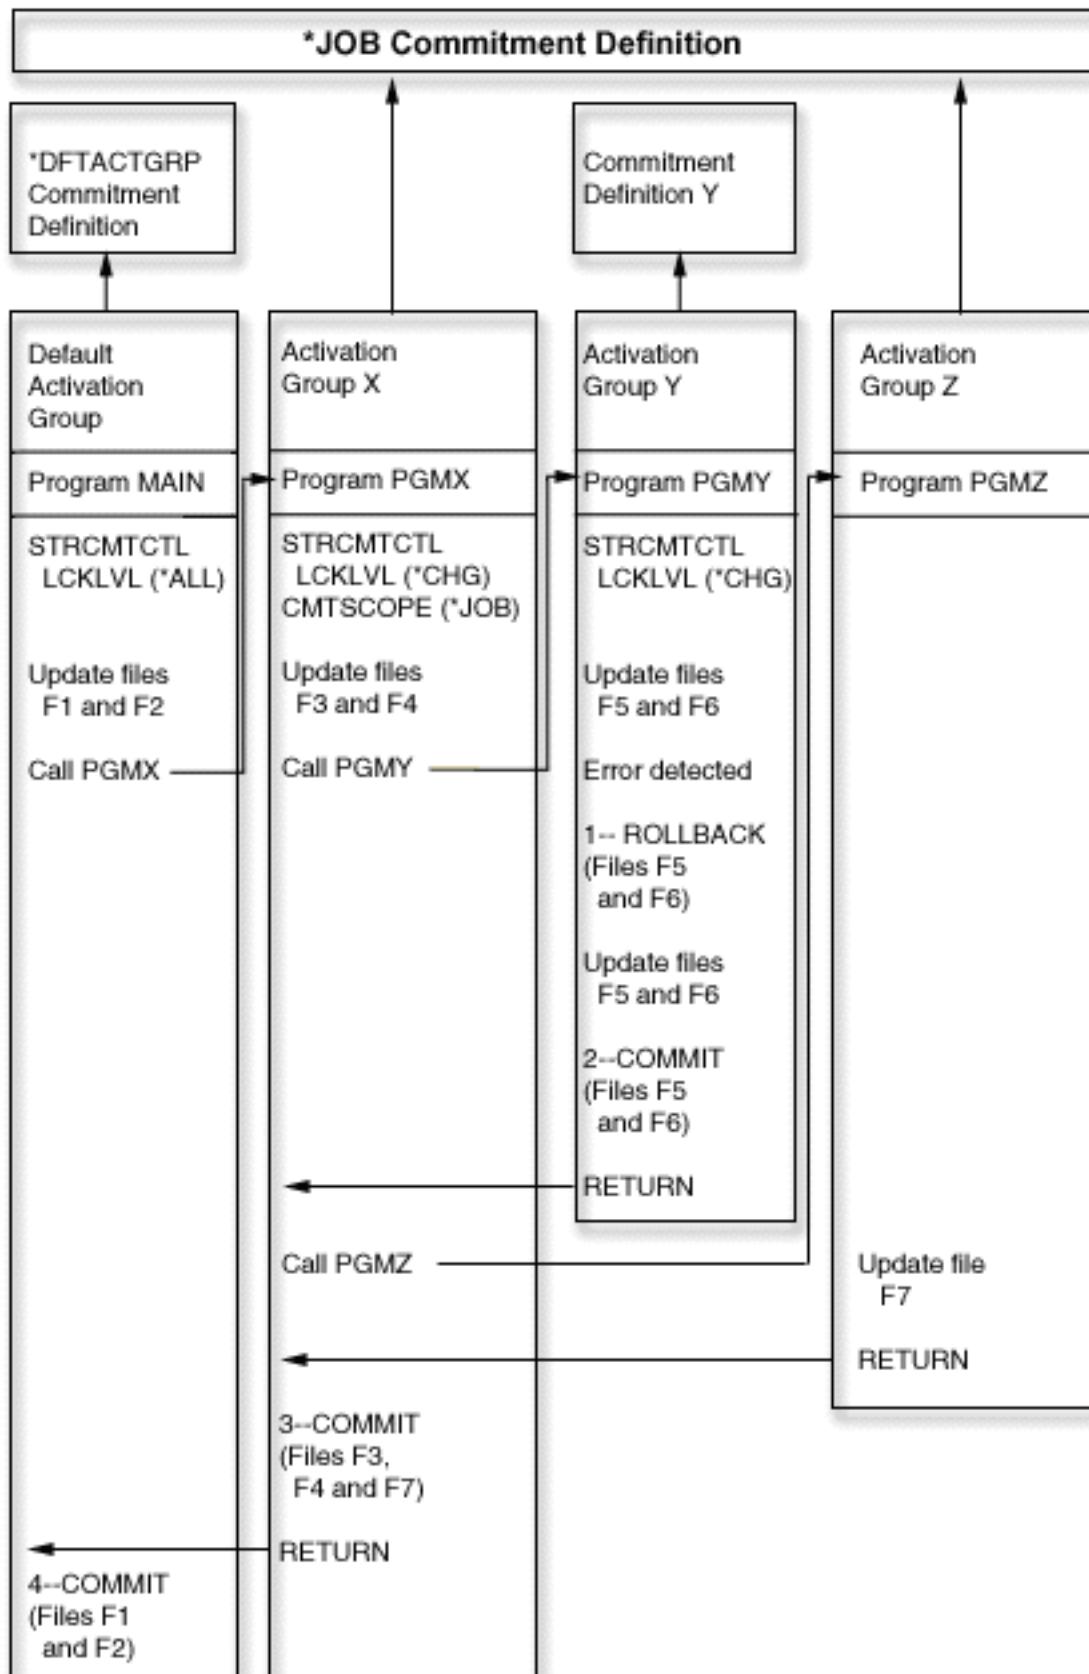 *JOB Commitment Definition
*DFTACTGRP
Commitment
Definition
Commitment
Definition Y
Default
Activation
Group
Program MAIN
STRCMTCTL
LCKLVL (*ALL)
Update files
F1 and F2
Call PGMX
4--COMMIT
(Files F1
and F2)
Activation
Group X
Program PGMX
STRCMTCTL
LCKLVL (*CHG)
CMTSCOPE (*JOB)
Update files
F3 and F4
Call PGMY
Call PGMZ
3--COMMIT
(Files F3,
F4 and F7)
RETURN
Activation
Group Y
Program PGMY
STRCMTCTL
LCKLVL (*CHG)
Update files
F5 and F6
Error detected
1-- ROLLBACK
(Files F5
and F6)
Update files
F5 and F6
2--COMMIT
(Files F5
and F6)
RETURN
Activation
Group Z
Program PGMZ
Update file
F7
RETURN